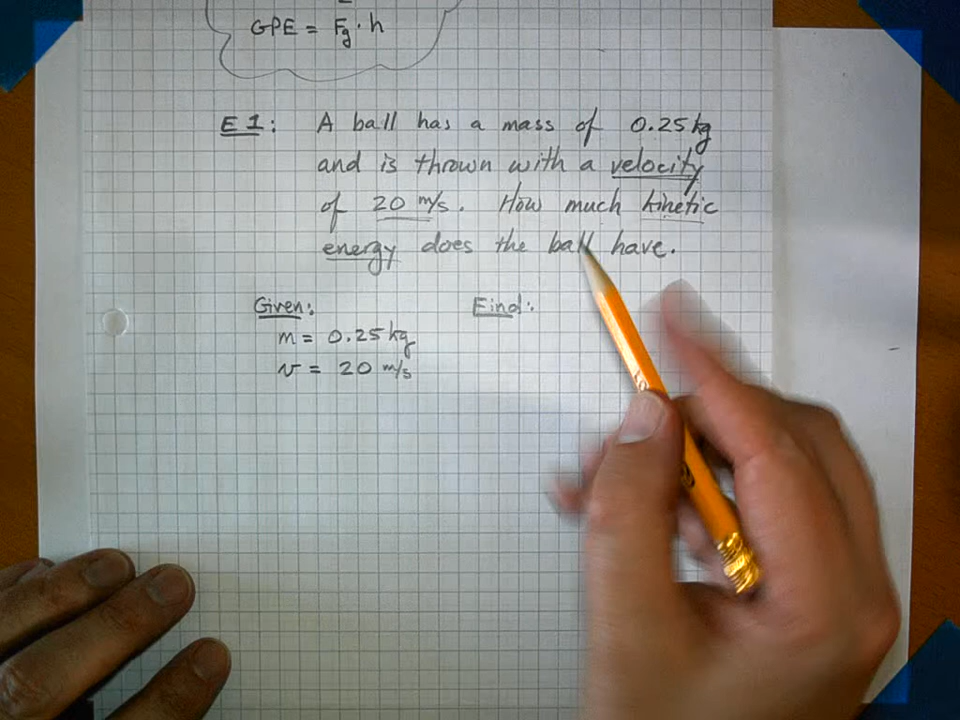 GPE = Fg · h
E1: A ball has a mass of 0.25 kg
and is thrown with a velocity
of 20 m/s. How much kinetic
energy does the ball have.
Given: Find:
m = 0.25 kg
v = 20 m/s